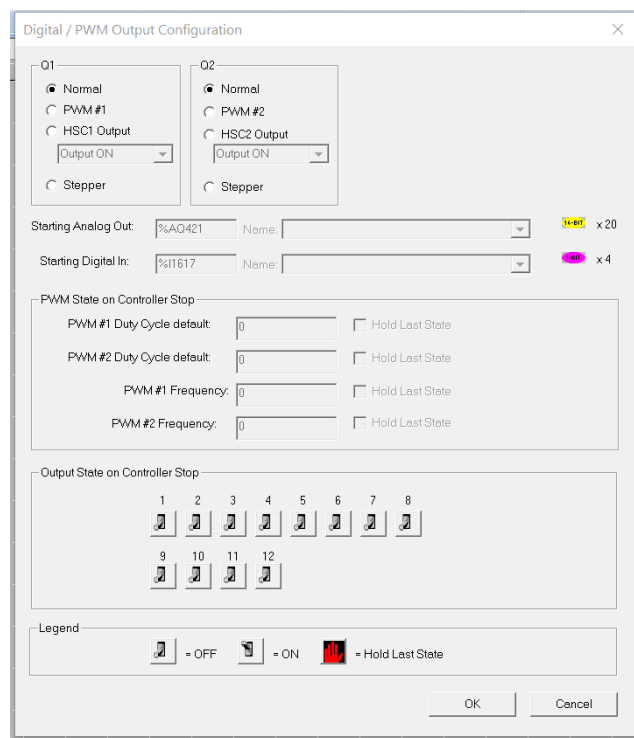 Digital / PWM Output Configuration
Q1
Normal
PWM #1
HSC1 Output
Output ON
Stepper
Q2
Normal
PWM #2
HSC2 Output
Output ON
Stepper
Starting Analog Out: %AQ421 Name: 16-BIT x 20
Starting Digital In: %I1617 Name: 1-BIT x 4
PWM State on Controller Stop
PWM #1 Duty Cycle default: 0 Hold Last State
PWM #2 Duty Cycle default: 0 Hold Last State
PWM #1 Frequency: 0 Hold Last State
PWM #2 Frequency: 0 Hold Last State
Output State on Controller Stop
1 2 3 4 5 6 7 8
9 10 11 12
Legend
= OFF = ON = Hold Last State
OK Cancel